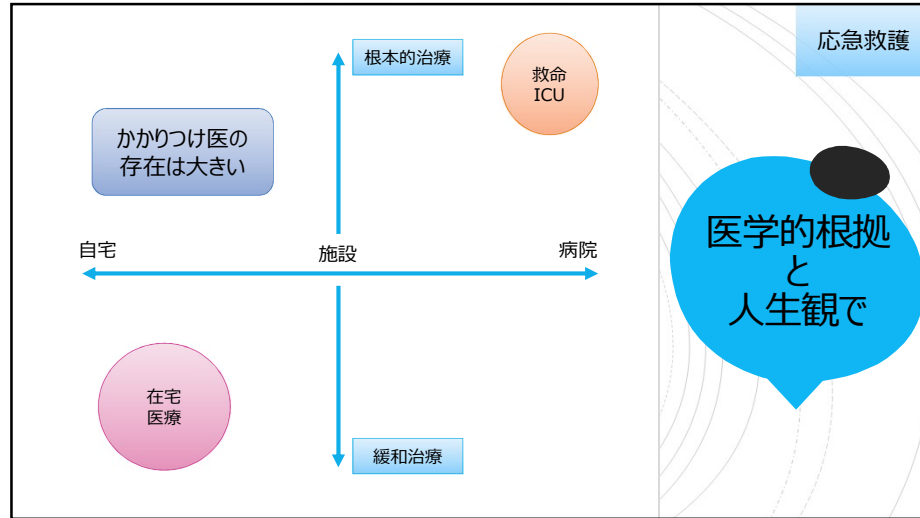 根本的治療
救命
ICU
かかりつけ医の
存在は大きい
自宅
施設
病院
在宅
医療
緩和治療
応急救護
医学的根拠
と
人生観で